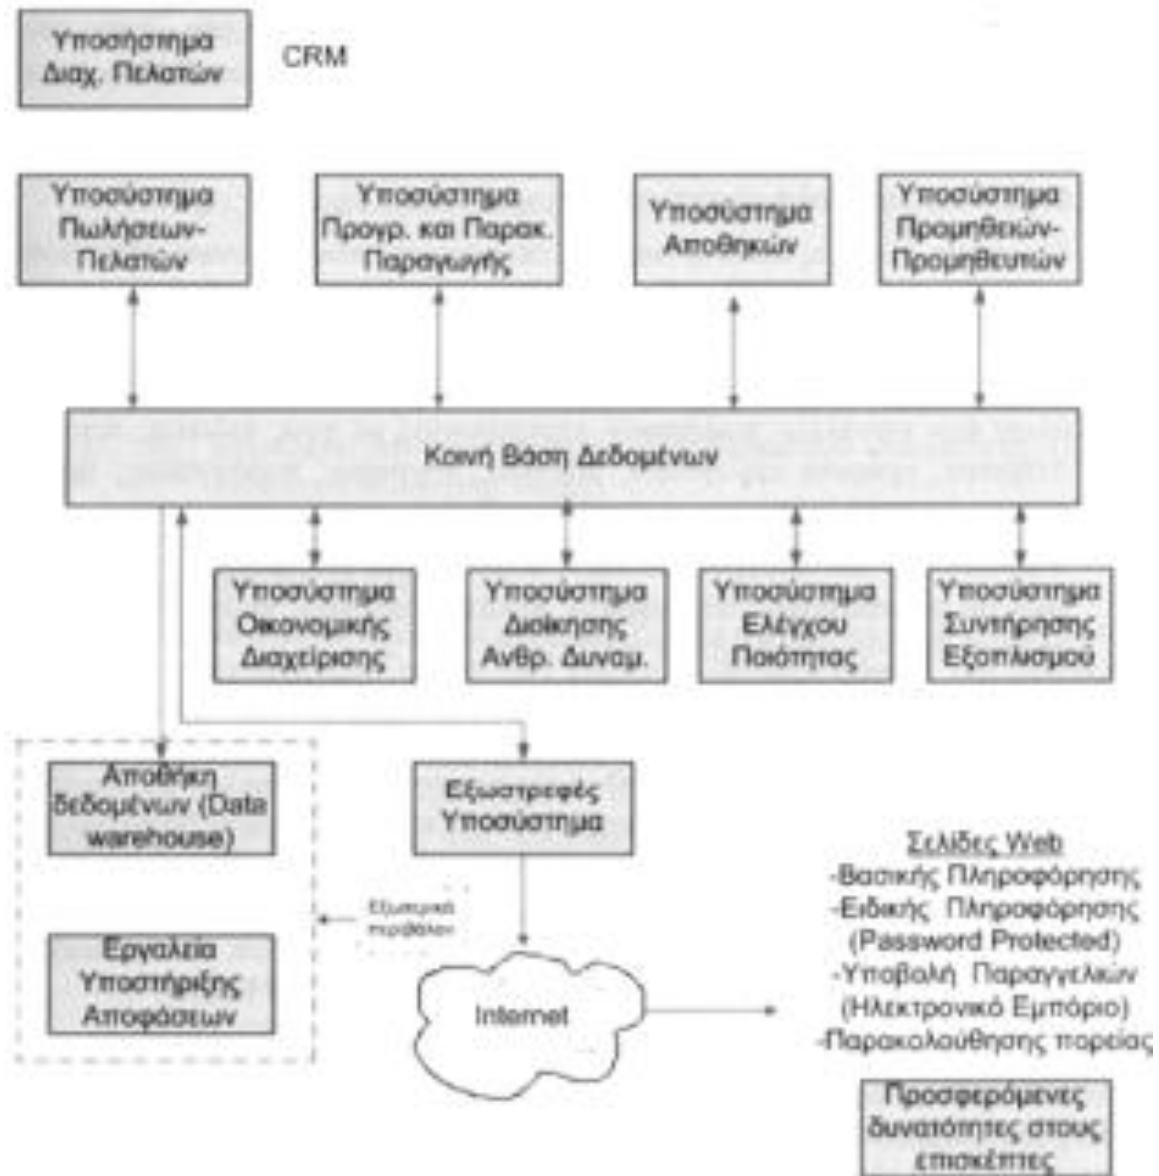 Υποσήστημα
Διαχ. Πελατών
CRM
Υποσύστημα
Πωλήσεων-
Πελατών
Υποσύστημα
Προγρ. και Παρακ.
Παραγωγής
Υποσύστημα
Αποθηκών
Υποσύστημα
Προμηθειών-
Προμηθευτών
Κοινή Βάση Δεδομένων
Υποσύστημα
Οικονομικής
Διαχείρισης
Υποσύστημα
Διοίκησης
Ανθρ. Δυναμ.
Υποσύστημα
Ελέγχου
Ποιότητας
Υποσύστημα
Συντήρησης
Εξοπλισμού
Αποθήκη
δεδομένων (Data
warehouse)
Εξωστρεφές
Υποσύστημα
Εργαλεία
Υποστήριξης
Αποφάσεων
Internet
Σελίδες Web
-Βασικής Πληροφόρησης
-Ειδικής Πληροφόρησης
(Password Protected)
-Υποβολή Παραγγελιών
(Ηλεκτρονικό Εμπόριο)
-Παρακολούθησης πορείας
Προσφερόμενες
δυνατότητες στους
επισκέπτες